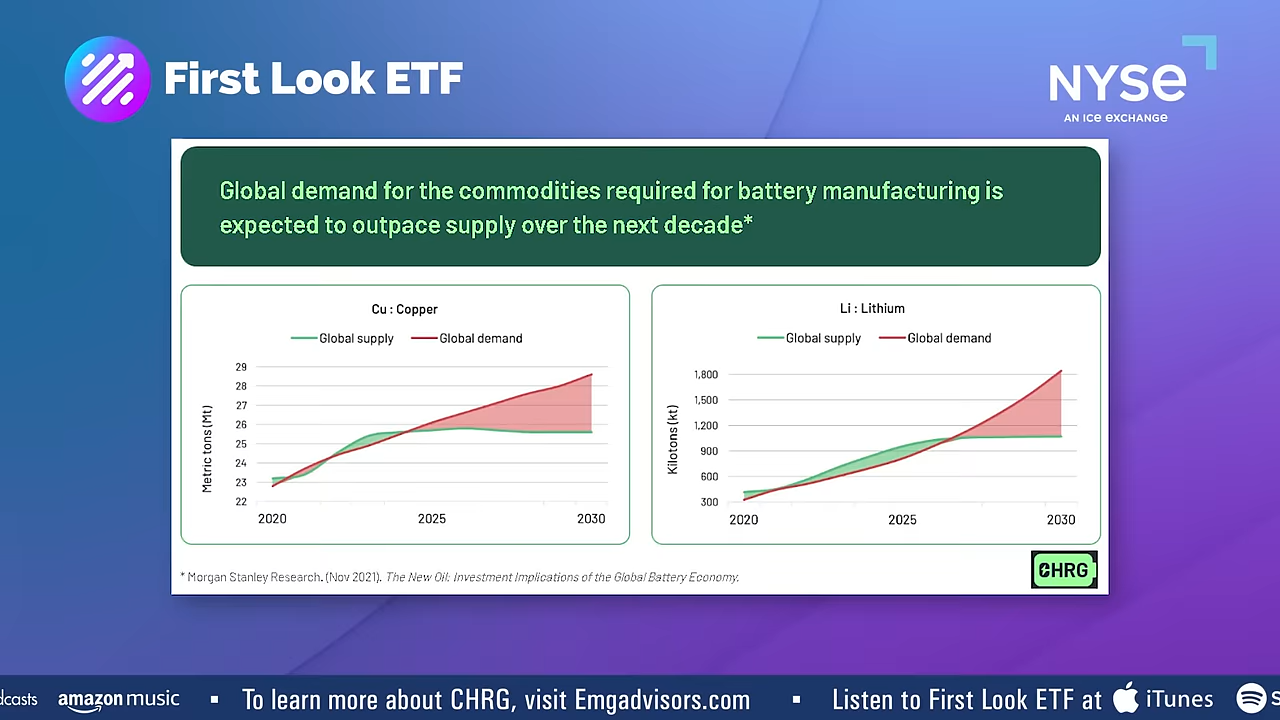 First Look ETF
NYSE
AN ICE EXCHANGE
Global demand for the commodities required for battery manufacturing is
expected to outpace supply over the next decade*
Cu : Copper
Global supply
Global demand
Metric tons (Mt)
29
28
27
26
25
24
23
22
2020
2025
2030
Li : Lithium
Global supply
Global demand
Kilotons (kt)
1,800
1,500
1,200
900
600
300
2020
2025
2030
* Morgan Stanley Research. (Nov 2021). The New Oil: Investment Implications of the Global Battery Economy.
CHRG
amazon music ▪ To learn more about CHRG, visit Emgadvisors.com ▪ Listen to First Look ETF at iTunes